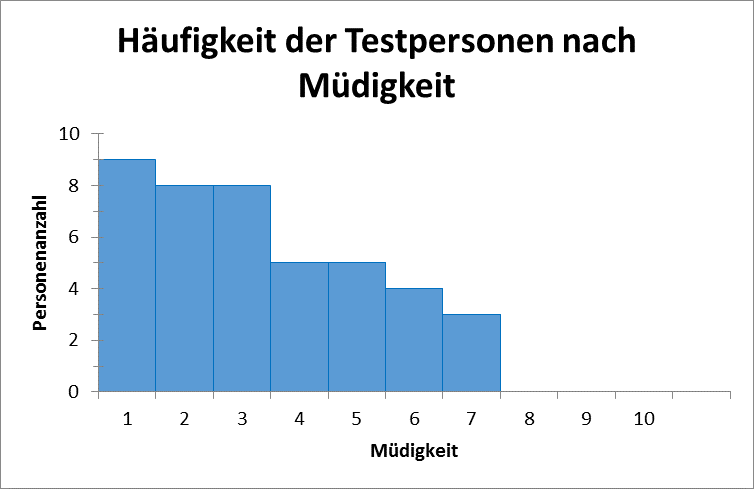 Häufigkeit der Testpersonen nach
Müdigkeit
10
8
6
4
2
0
Personenanzahl
1 2 3 4 5 6 7 8 9 10
Müdigkeit